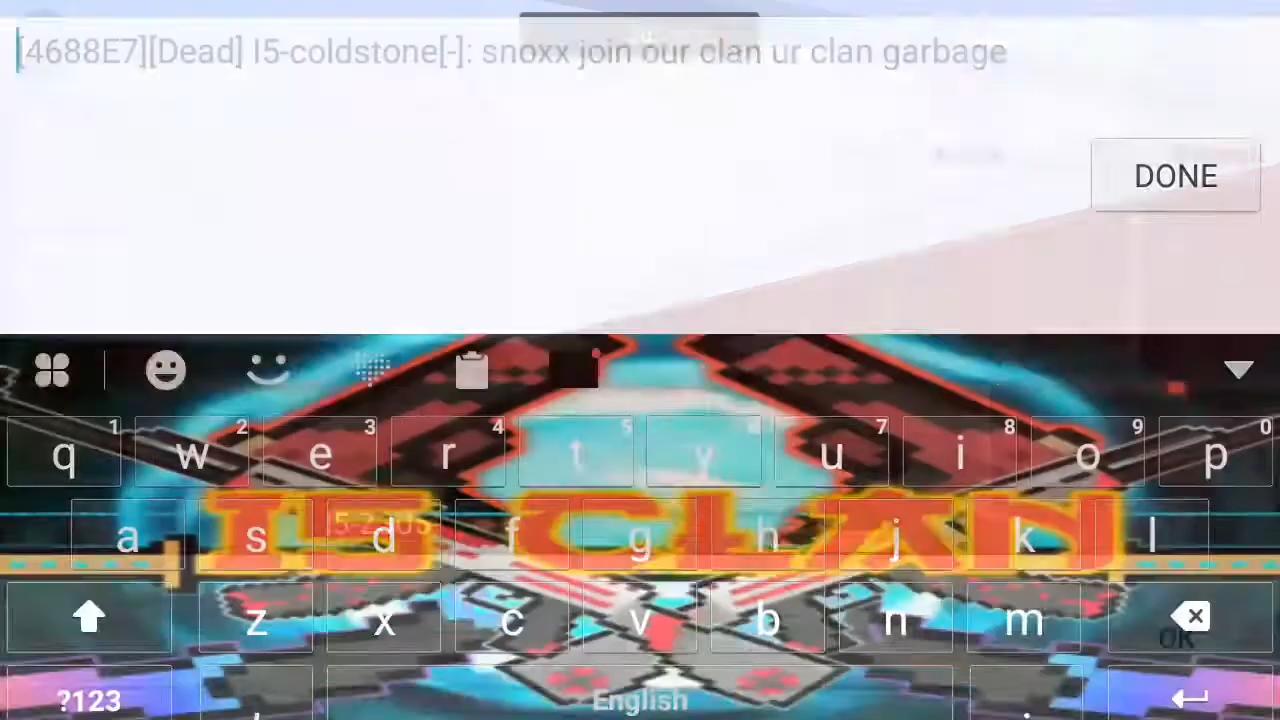 [4688E7][Dead] I5-coldstone[-]: snoxx join our clan ur clan garbage
DONE
1 2 3 4 5 6 7 8 9 0
q w e r t y u i o p
I5 CLAN
a s d f g h j k l
z x c v b n m
OK
?123 , English .